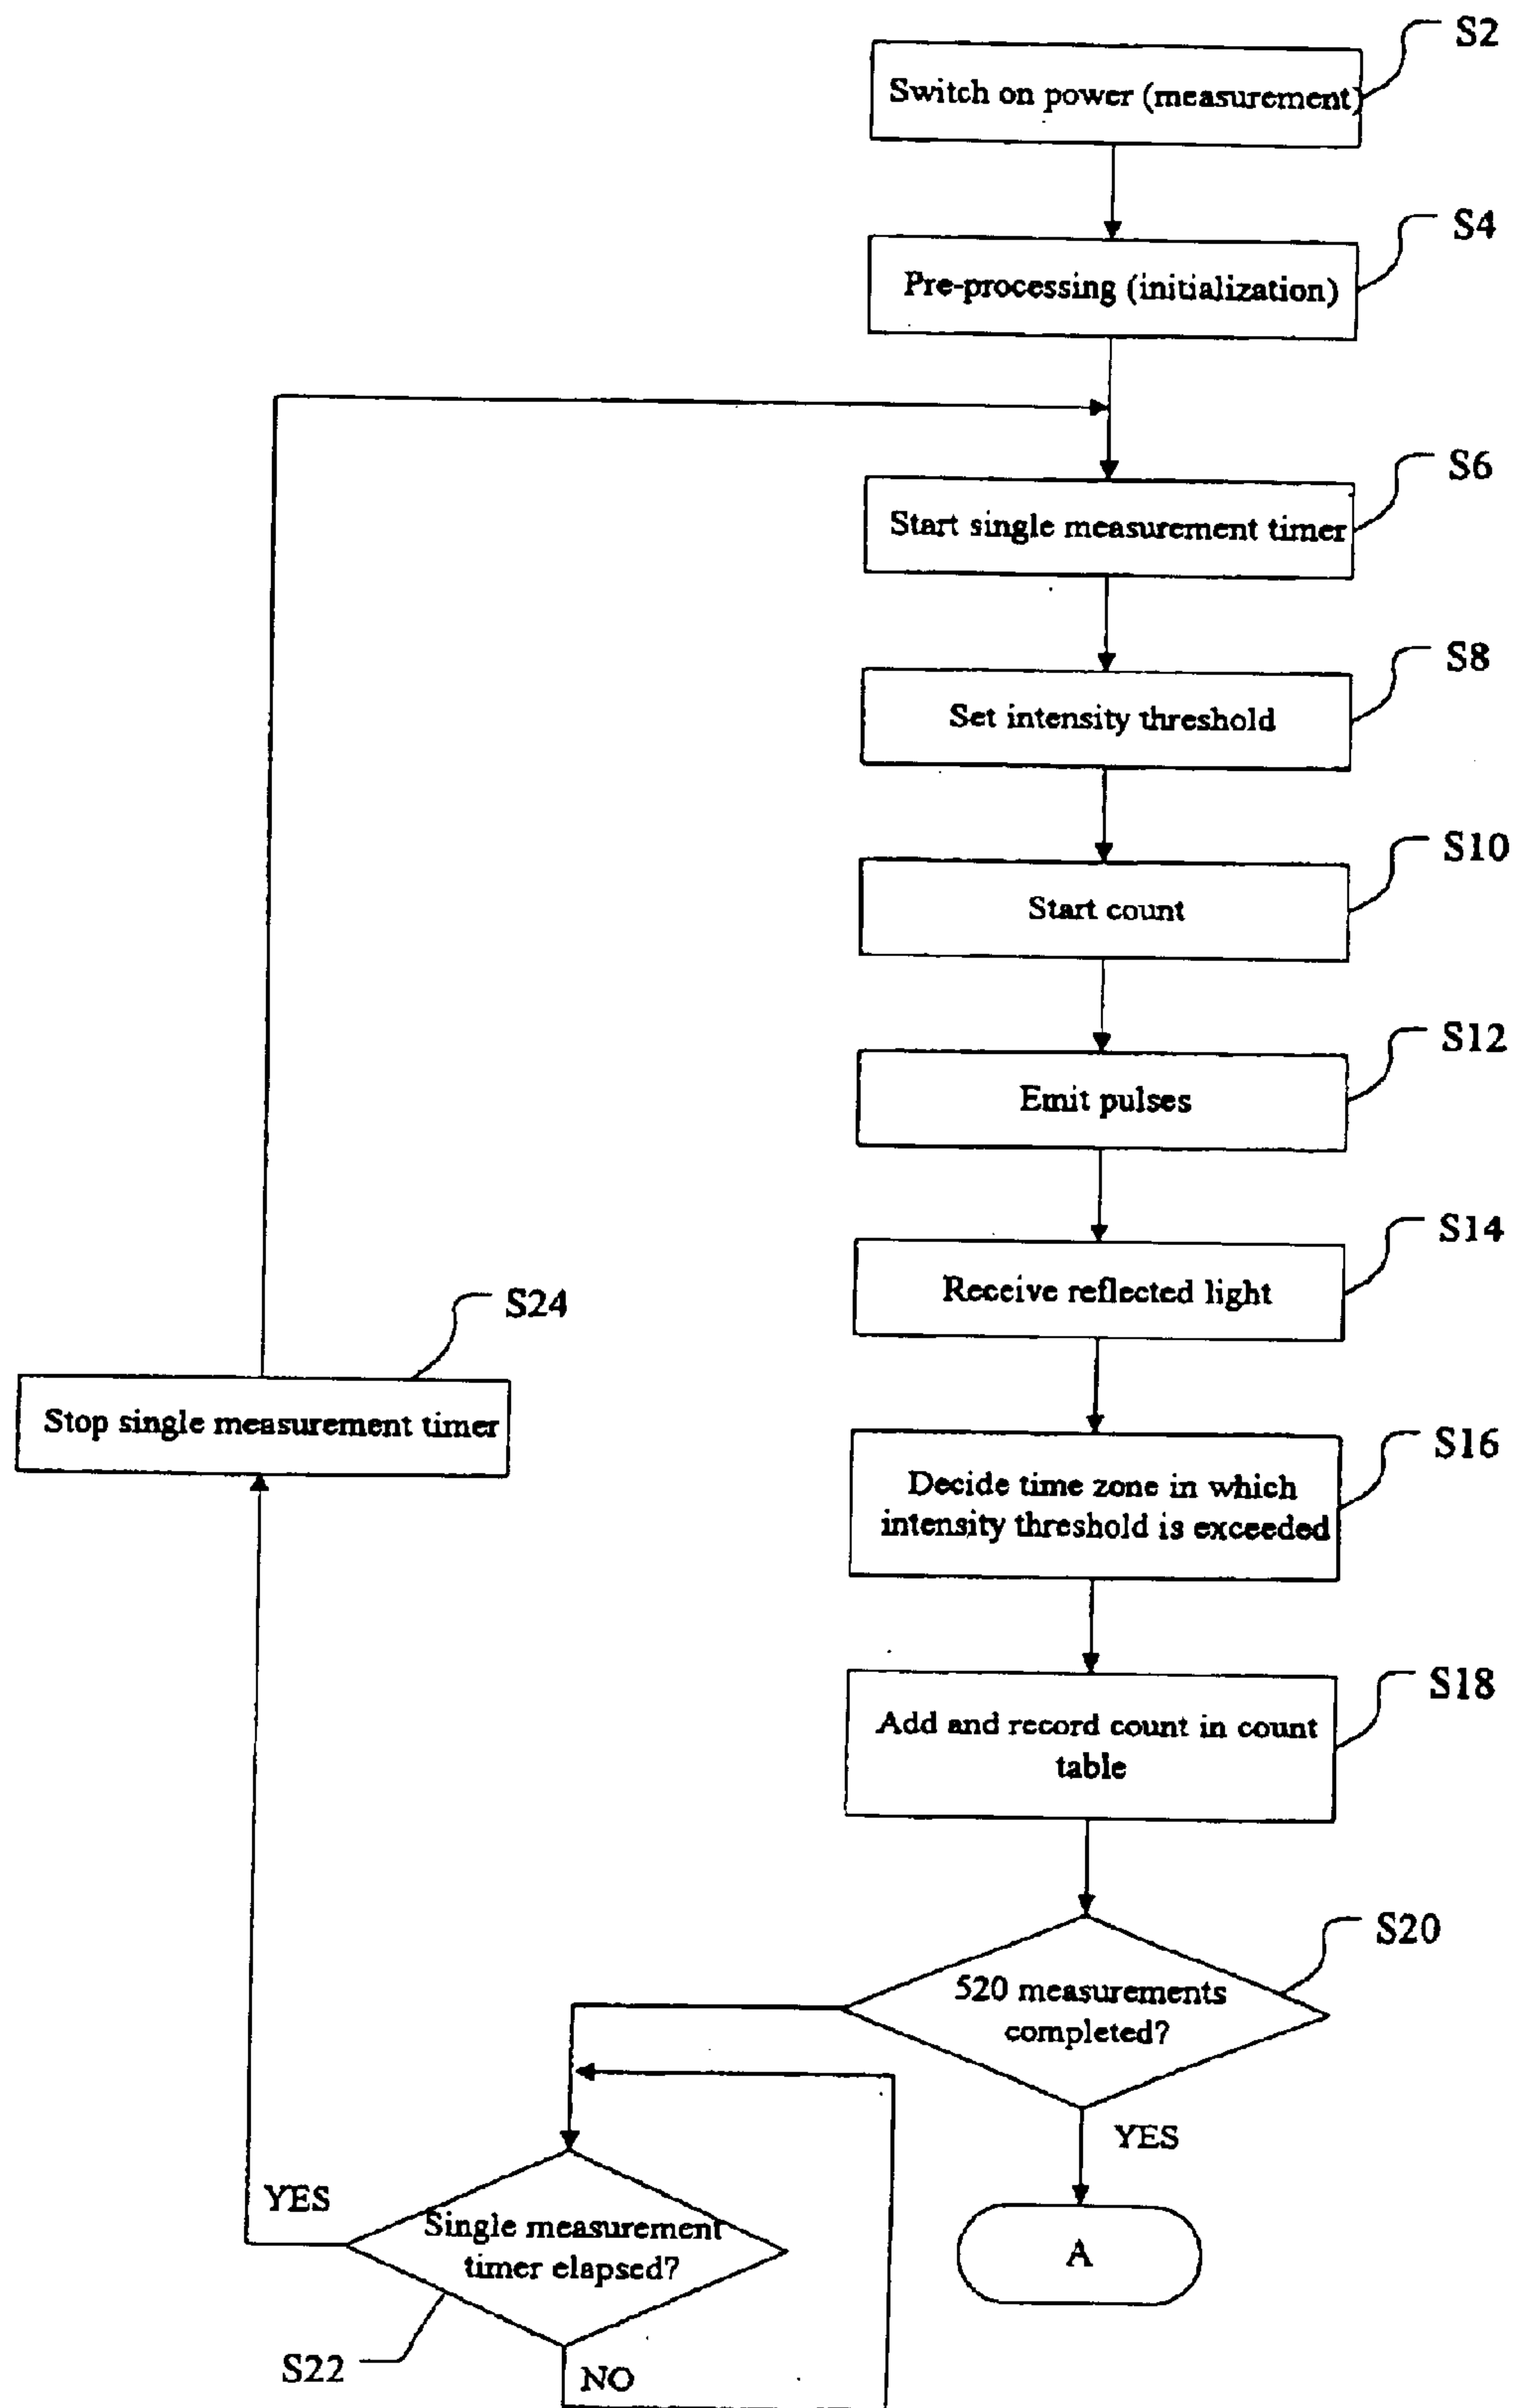 S2
Switch on power (measurement)
S4
Pre-processing (initialization)
S6
Start single measurement timer
S8
Set intensity threshold
S10
Start count
S12
Emit pulses
S14
Receive reflected light
S24
Stop single measurement timer
S16
Decide time zone in which
intensity threshold is exceeded
S18
Add and record count in count
table
S20
520 measurements
completed?
YES
YES
Single measurement
timer elapsed?
A
S22
NO